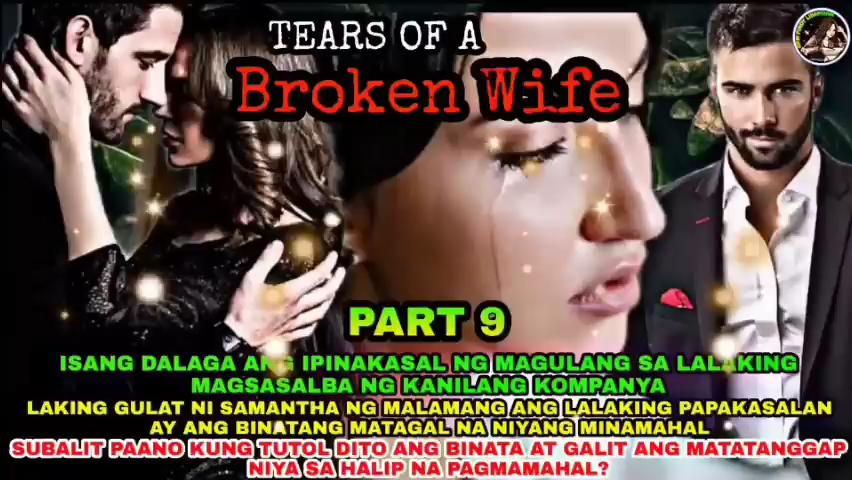 TEARS OF A
Broken Wife
PART 9
ISANG DALAGA ANG IPINAKASAL NG MAGULANG SA LALAKING
MAGSASALBA NG KANILANG KOMPANYA
LAKING GULAT NI SAMANTHA NG MALAMANG ANG LALAKING PAPAKASALAN
AY ANG BINATANG MATAGAL NA NIYANG MINAMAHAL
SUBALIT PAANO KUNG TUTOL DITO ANG BINATA AT GALIT ANG MATATANGGAP
NIYA SA HALIP NA PAGMAMAHAL?